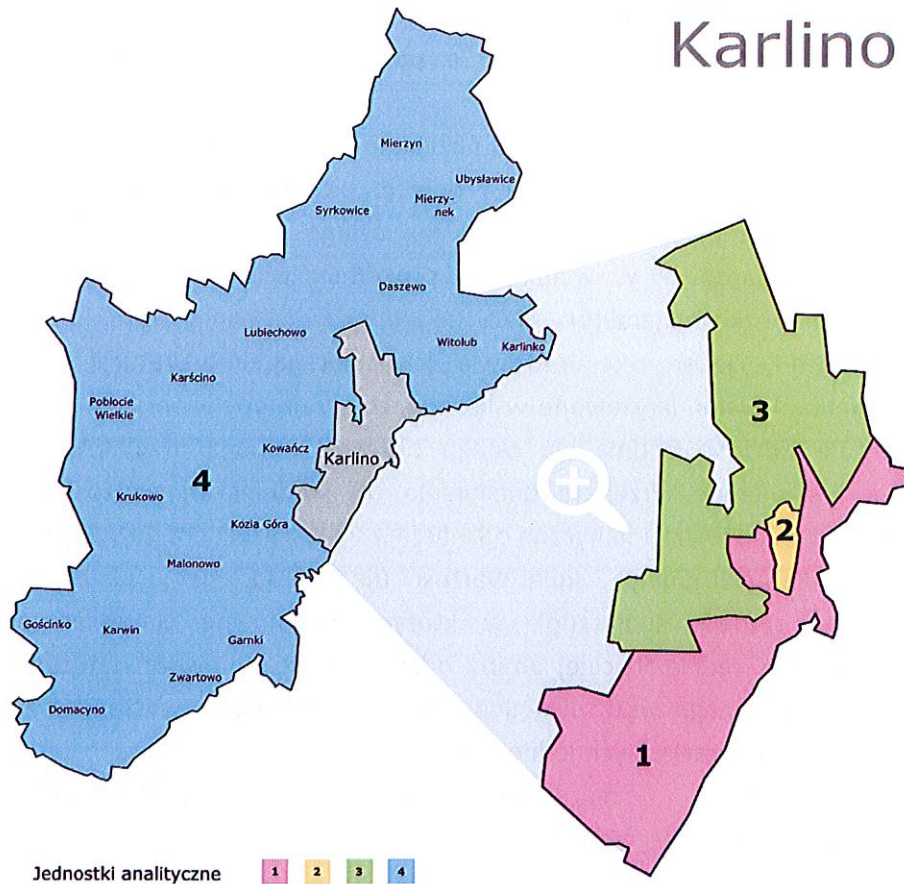 Karlino
Mierzyn
Ubysławice
Mierzy-
nek
Syrkowice
Daszewo
Lubiechowo
Witolub
Karlinko
Karścino
Pobłocie
Wielkie
3
Kowańcz
Karlino
4
Krukowo
Kozia Góra
2
Malonowo
Gościnko
Karwin
Garnki
Zwartowo
Domacyno
1
Jednostki analityczne
1 2 3 4